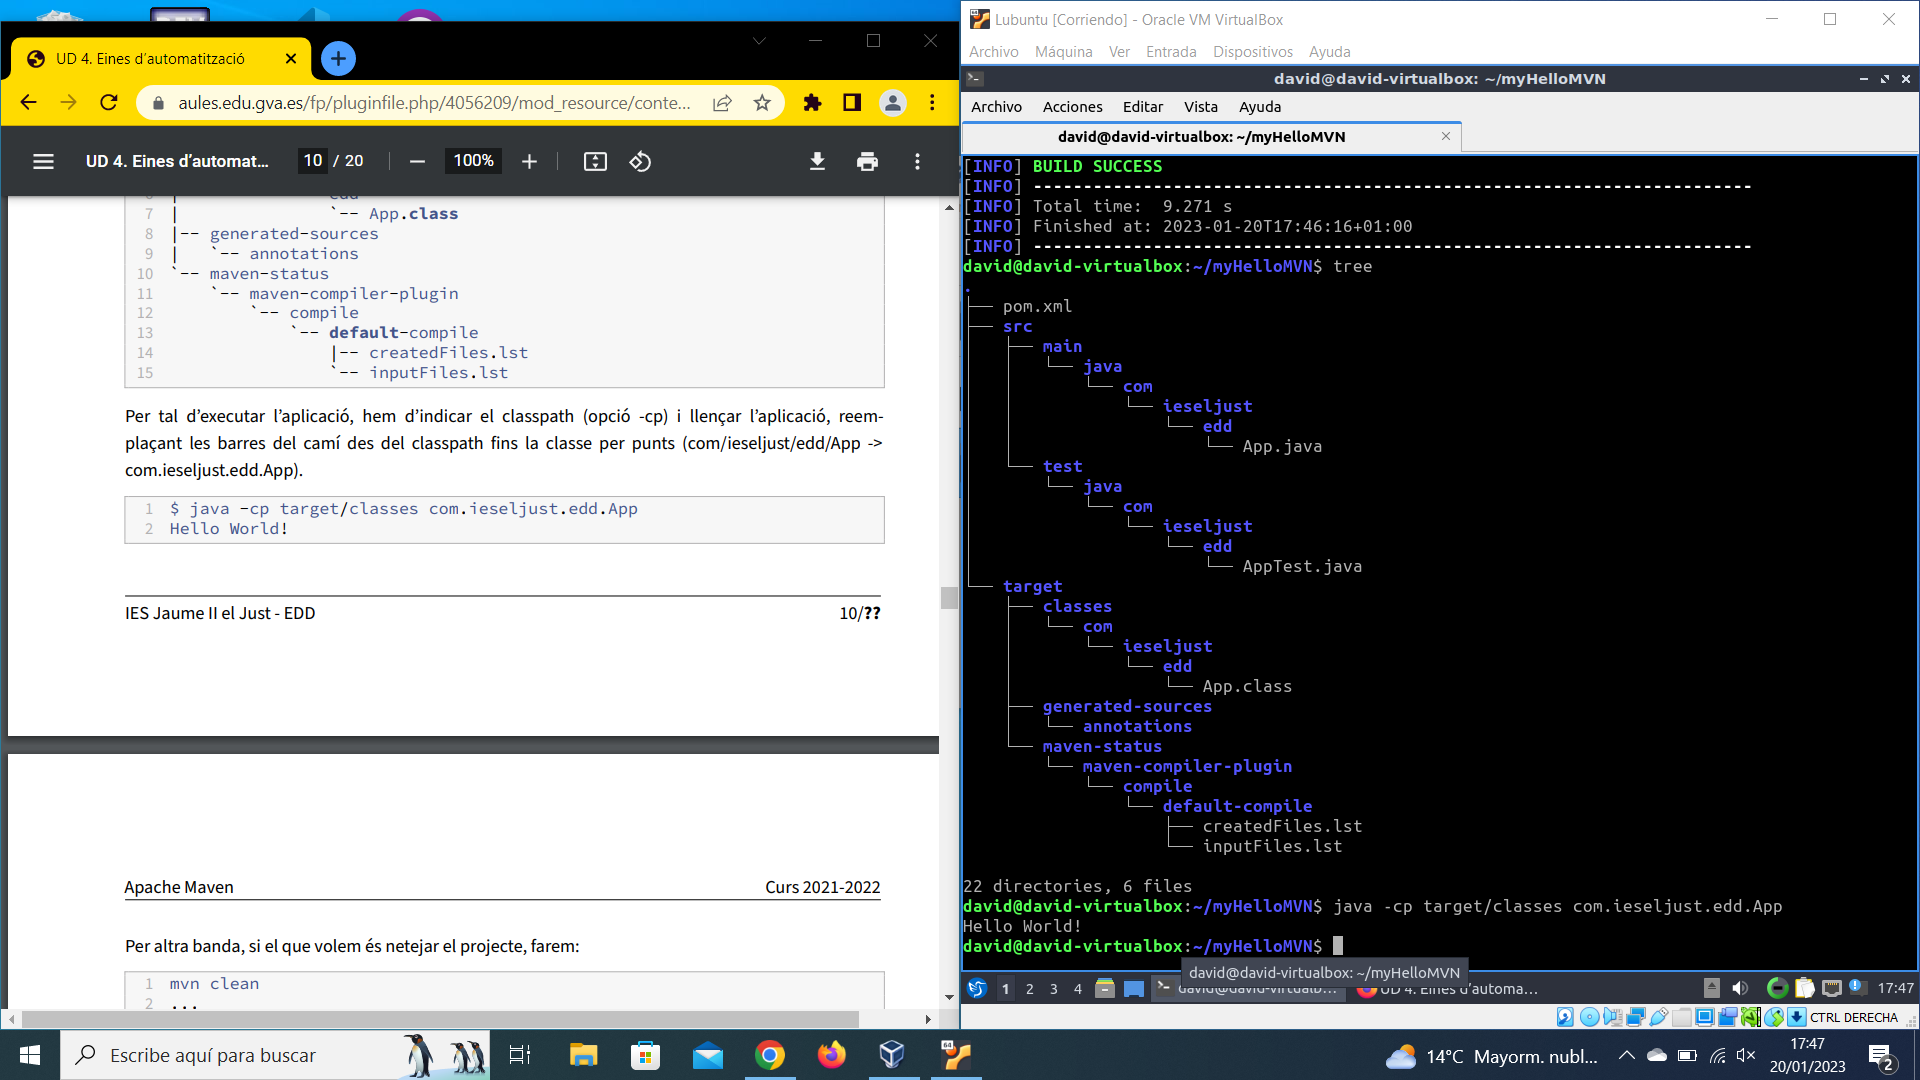 UD 4. Eines d'automatització
aules.edu.gva.es/fp/pluginfile.php/4056209/mod_resource/conte...
UD 4. Eines d'automat...
10 / 20
100%
7 | `-- App.class
8 |-- generated-sources
9 | `-- annotations
10 `-- maven-status
11 `-- maven-compiler-plugin
12 `-- compile
13 `-- default-compile
14 |-- createdFiles.lst
15 `-- inputFiles.lst
Per tal d'executar l'aplicació, hem d'indicar el classpath (opció -cp) i llençar l'aplicació, reem-
plaçant les barres del camí des del classpath fins la classe per punts (com/ieseljust/edd/App ->
com.ieseljust.edd.App).
1 $ java -cp target/classes com.ieseljust.edd.App
2 Hello World!
IES Jaume II el Just - EDD 10/??
Apache Maven Curs 2021-2022
Per altra banda, si el que volem és netejar el projecte, farem:
1 mvn clean
2 ...
Lubuntu [Corriendo] - Oracle VM VirtualBox
Archivo Máquina Ver Entrada Dispositivos Ayuda
david@david-virtualbox: ~/myHelloMVN
Archivo Acciones Editar Vista Ayuda
david@david-virtualbox: ~/myHelloMVN
[INFO] BUILD SUCCESS
[INFO] ------------------------------------------------------------------------
[INFO] Total time:  9.271 s
[INFO] Finished at: 2023-01-20T17:46:16+01:00
[INFO] ------------------------------------------------------------------------
david@david-virtualbox:~/myHelloMVN$ tree
.
├── pom.xml
├── src
│   ├── main
│   │   └── java
│   │       └── com
│   │           └── ieseljust
│   │               └── edd
│   │                   └── App.java
│   └── test
│       └── java
│           └── com
│               └── ieseljust
│                   └── edd
│                       └── AppTest.java
└── target
    ├── classes
    │   └── com
    │       └── ieseljust
    │           └── edd
    │               └── App.class
    ├── generated-sources
    │   └── annotations
    └── maven-status
        └── maven-compiler-plugin
            └── compile
                └── default-compile
                    ├── createdFiles.lst
                    └── inputFiles.lst
22 directories, 6 files
david@david-virtualbox:~/myHelloMVN$ java -cp target/classes com.ieseljust.edd.App
Hello World!
david@david-virtualbox:~/myHelloMVN$
david@david-virtualbox: ~/myHelloMVN
1 2 3 4 david@david-virtualb... UD 4. Eines d'automa... 17:47
CTRL DERECHA
Escribe aquí para buscar
14°C Mayorm. nubl...
17:47
20/01/2023
2